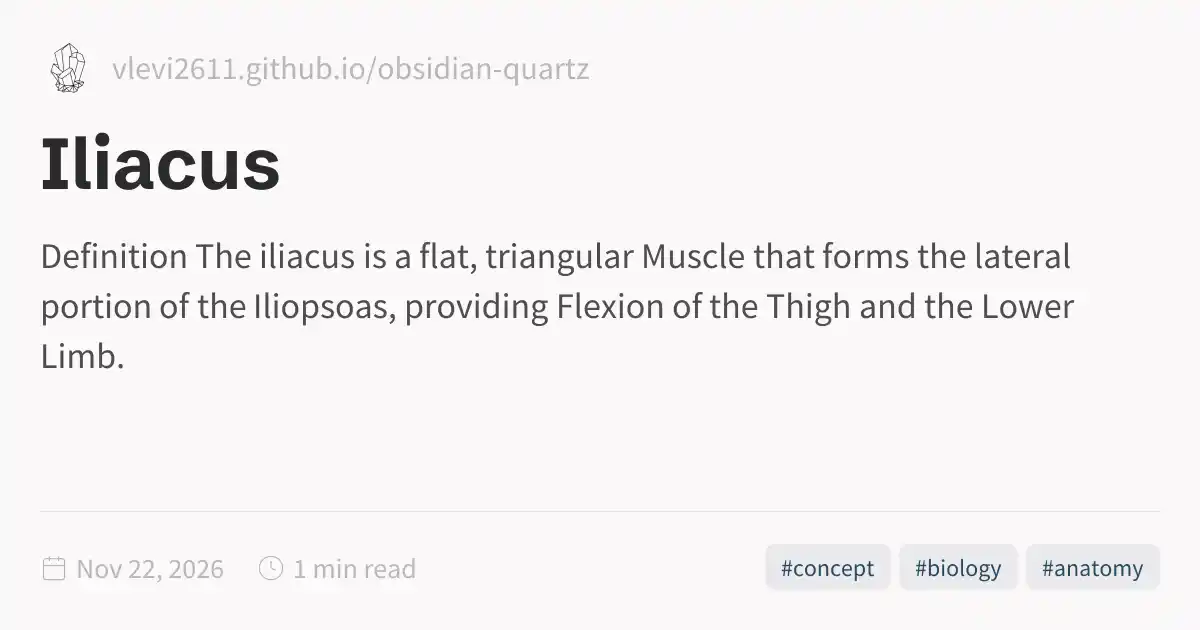 vlevi2611.github.io/obsidian-quartz
Iliacus
Definition The iliacus is a flat, triangular Muscle that forms the lateral
portion of the Iliopsoas, providing Flexion of the Thigh and the Lower
Limb.
Nov 22, 2026 1 min read #concept #biology #anatomy